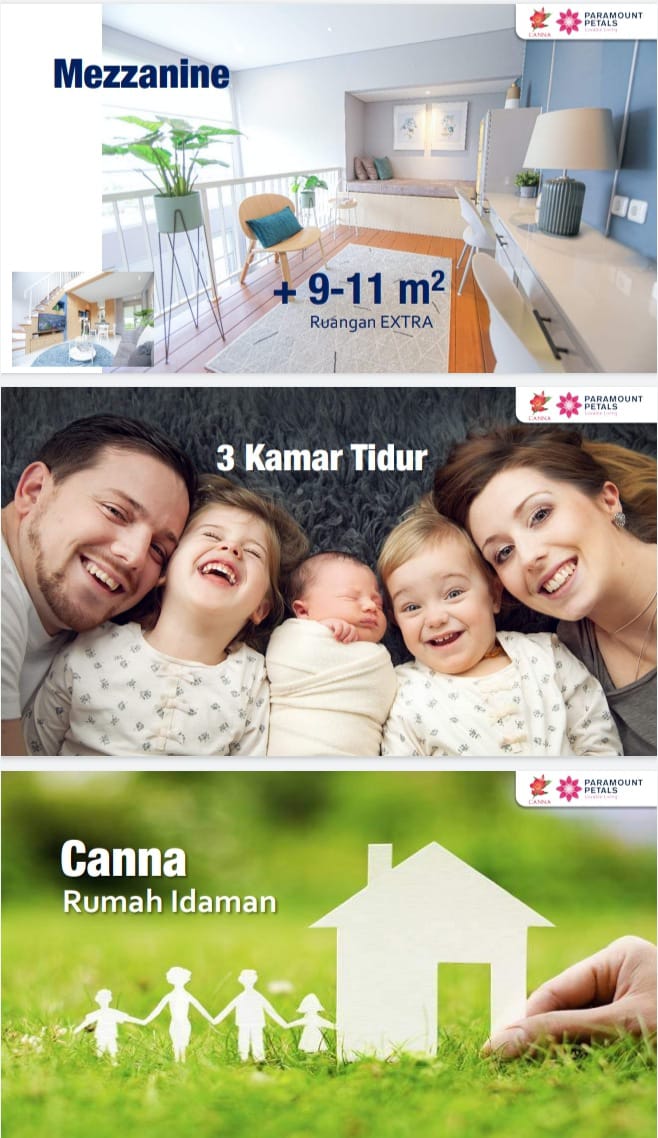 CANNA
PARAMOUNT
PETALS
Mezzanine
+ 9-11 m²
Ruangan EXTRA
CANNA
PARAMOUNT
PETALS
3 Kamar Tidur
CANNA
PARAMOUNT
PETALS
Canna
Rumah Idaman